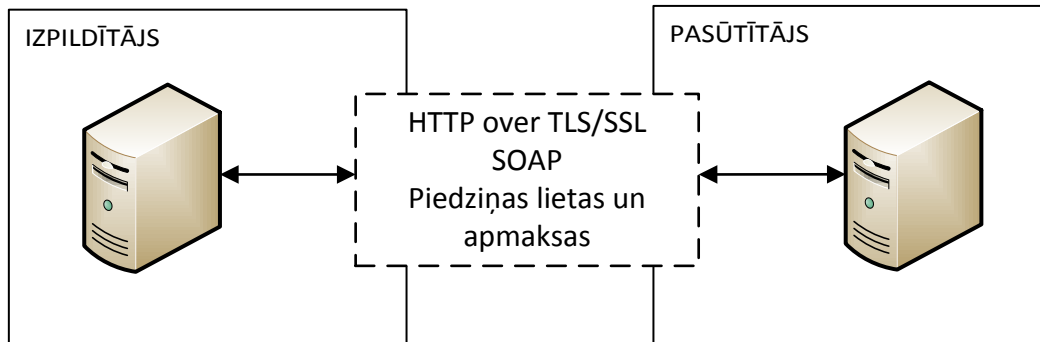 IZPILDĪTĀJS
PASŪTĪTĀJS
HTTP over TLS/SSL
SOAP
Piedziņas lietas un
apmaksas